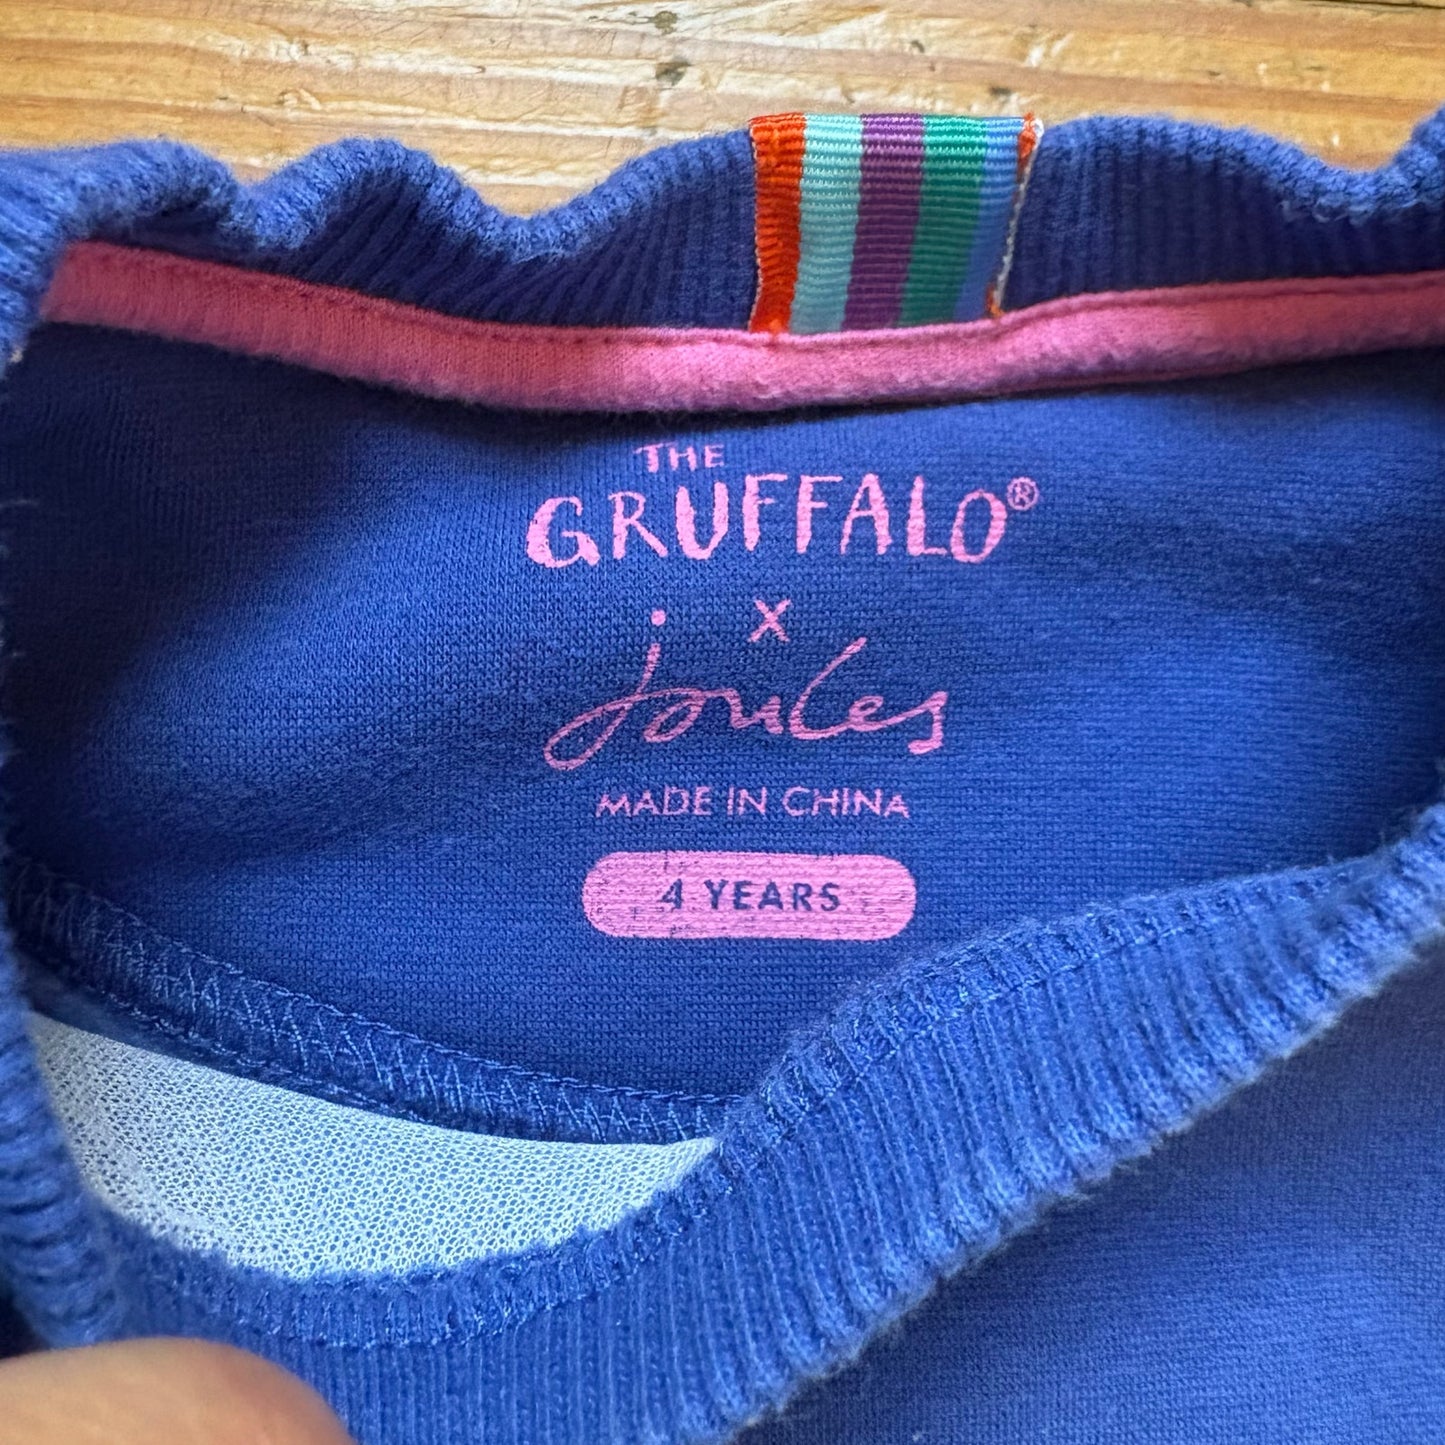 THE
GRUFFALO®
X
Joules
MADE IN CHINA
4 YEARS